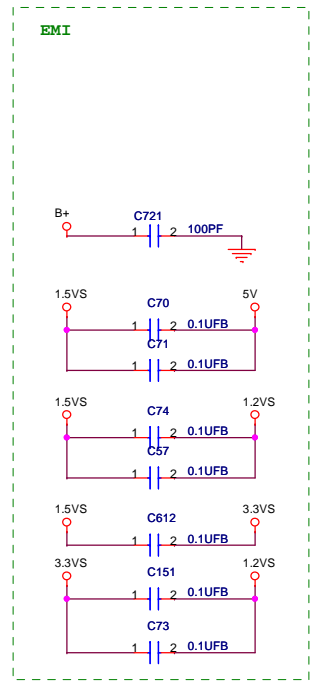 EMI
B+
C721
1 2 100PF
1.5VS 5V
C70
1 2 0.1UFB
C71
1 2 0.1UFB
1.5VS 1.2VS
C74
1 2 0.1UFB
C57
1 2 0.1UFB
1.5VS 3.3VS
C612
1 2 0.1UFB
3.3VS 1.2VS
C151
1 2 0.1UFB
C73
1 2 0.1UFB